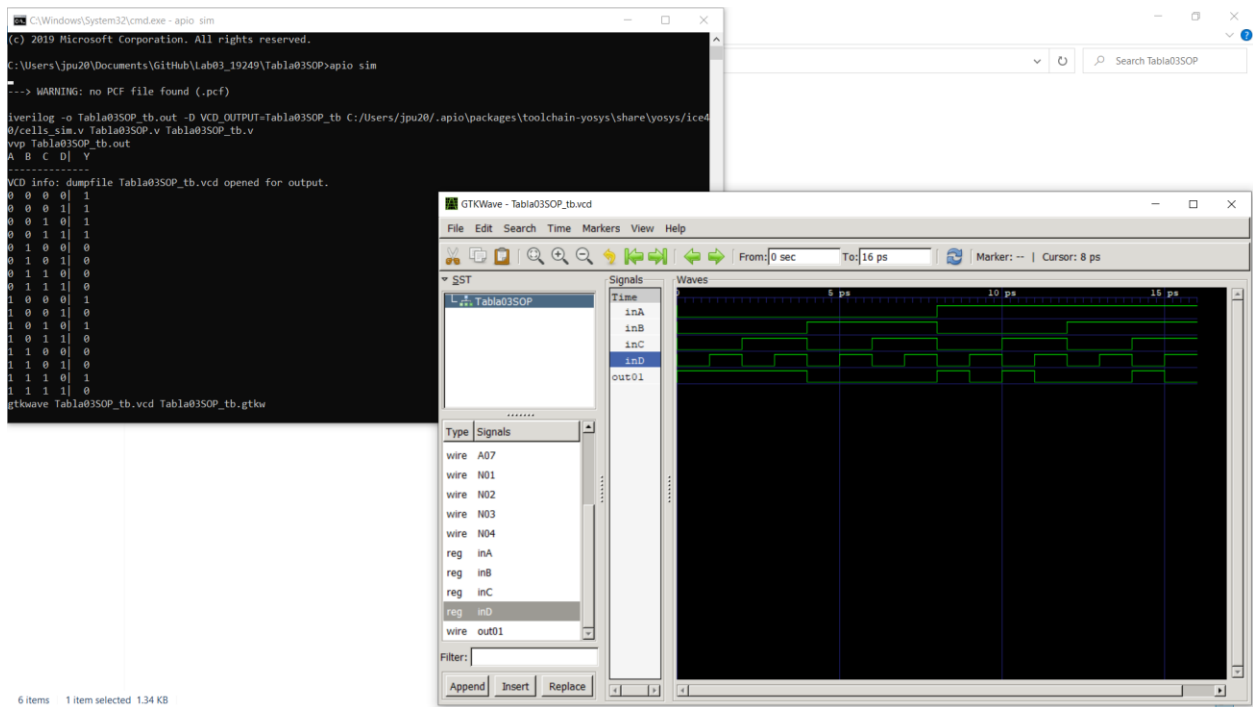 C:\Windows\System32\cmd.exe - apio  sim
(c) 2019 Microsoft Corporation. All rights reserved.
C:\Users\jpu20\Documents\GitHub\Lab03_19249\Tabla03SOP>apio sim
---> WARNING: no PCF file found (.pcf)
iverilog -o Tabla03SOP_tb.out -D VCD_OUTPUT=Tabla03SOP_tb C:/Users/jpu20/.apio\packages\toolchain-yosys\share\yosys/ice4
0/cells_sim.v Tabla03SOP.v Tabla03SOP_tb.v
vvp Tabla03SOP_tb.out
A B C D| Y
--------------
VCD info: dumpfile Tabla03SOP_tb.vcd opened for output.
0 0 0 0| 1
0 0 0 1| 1
0 0 1 0| 1
0 0 1 1| 1
0 1 0 0| 0
0 1 0 1| 0
0 1 1 0| 0
0 1 1 1| 0
1 0 0 0| 1
1 0 0 1| 0
1 0 1 0| 1
1 0 1 1| 0
1 1 0 0| 0
1 1 0 1| 0
1 1 1 0| 1
1 1 1 1| 0
gtkwave Tabla03SOP_tb.vcd Tabla03SOP_tb.gtkw
Search Tabla03SOP
GTKWave - Tabla03SOP_tb.vcd
File Edit Search Time Markers View Help
From: 0 sec To: 16 ps Marker: -- | Cursor: 8 ps
SST
Tabla03SOP
Type Signals
wire A07
wire N01
wire N02
wire N03
wire N04
reg inA
reg inB
reg inC
reg inD
wire out01
Filter:
Append Insert Replace
Signals
Time
inA
inB
inC
inD
out01
Waves
5 ps 10 ps 15 ps
6 items 1 item selected 1.34 KB